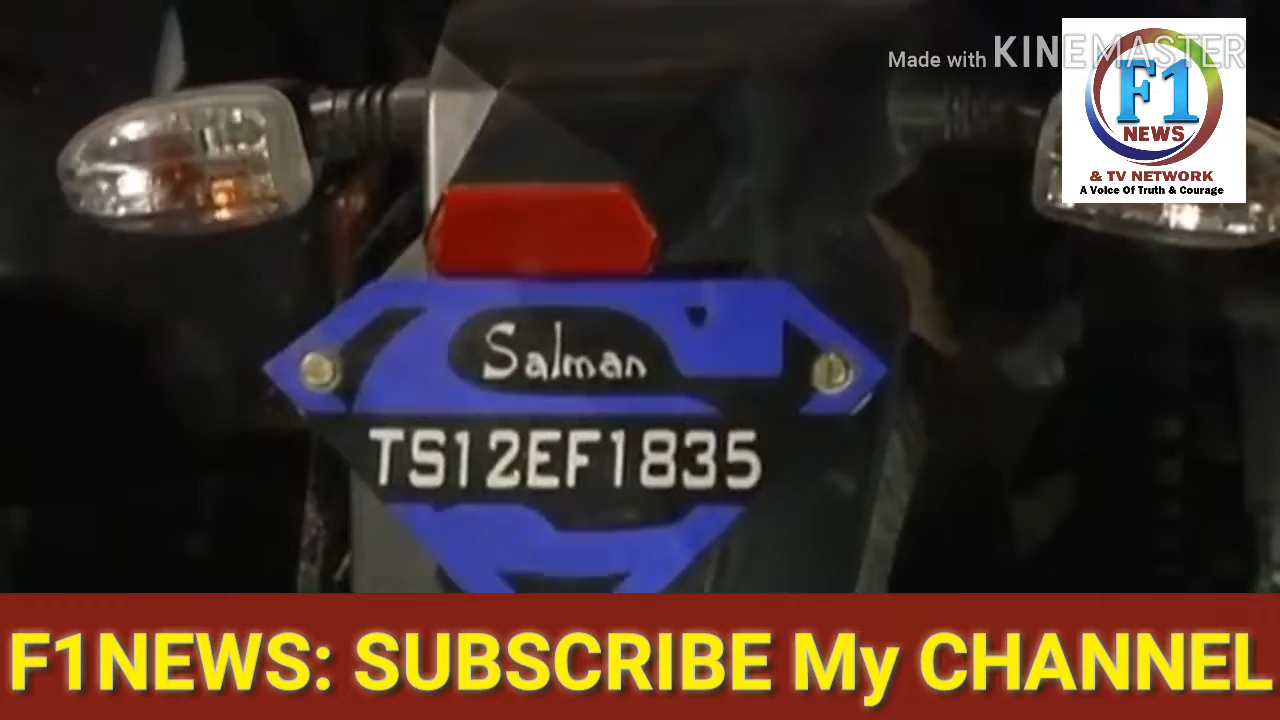 Made with KINEMASTER
F1
NEWS
& TV NETWORK
A Voice Of Truth & Courage
Salman
TS12EF1835
F1NEWS: SUBSCRIBE My CHANNEL